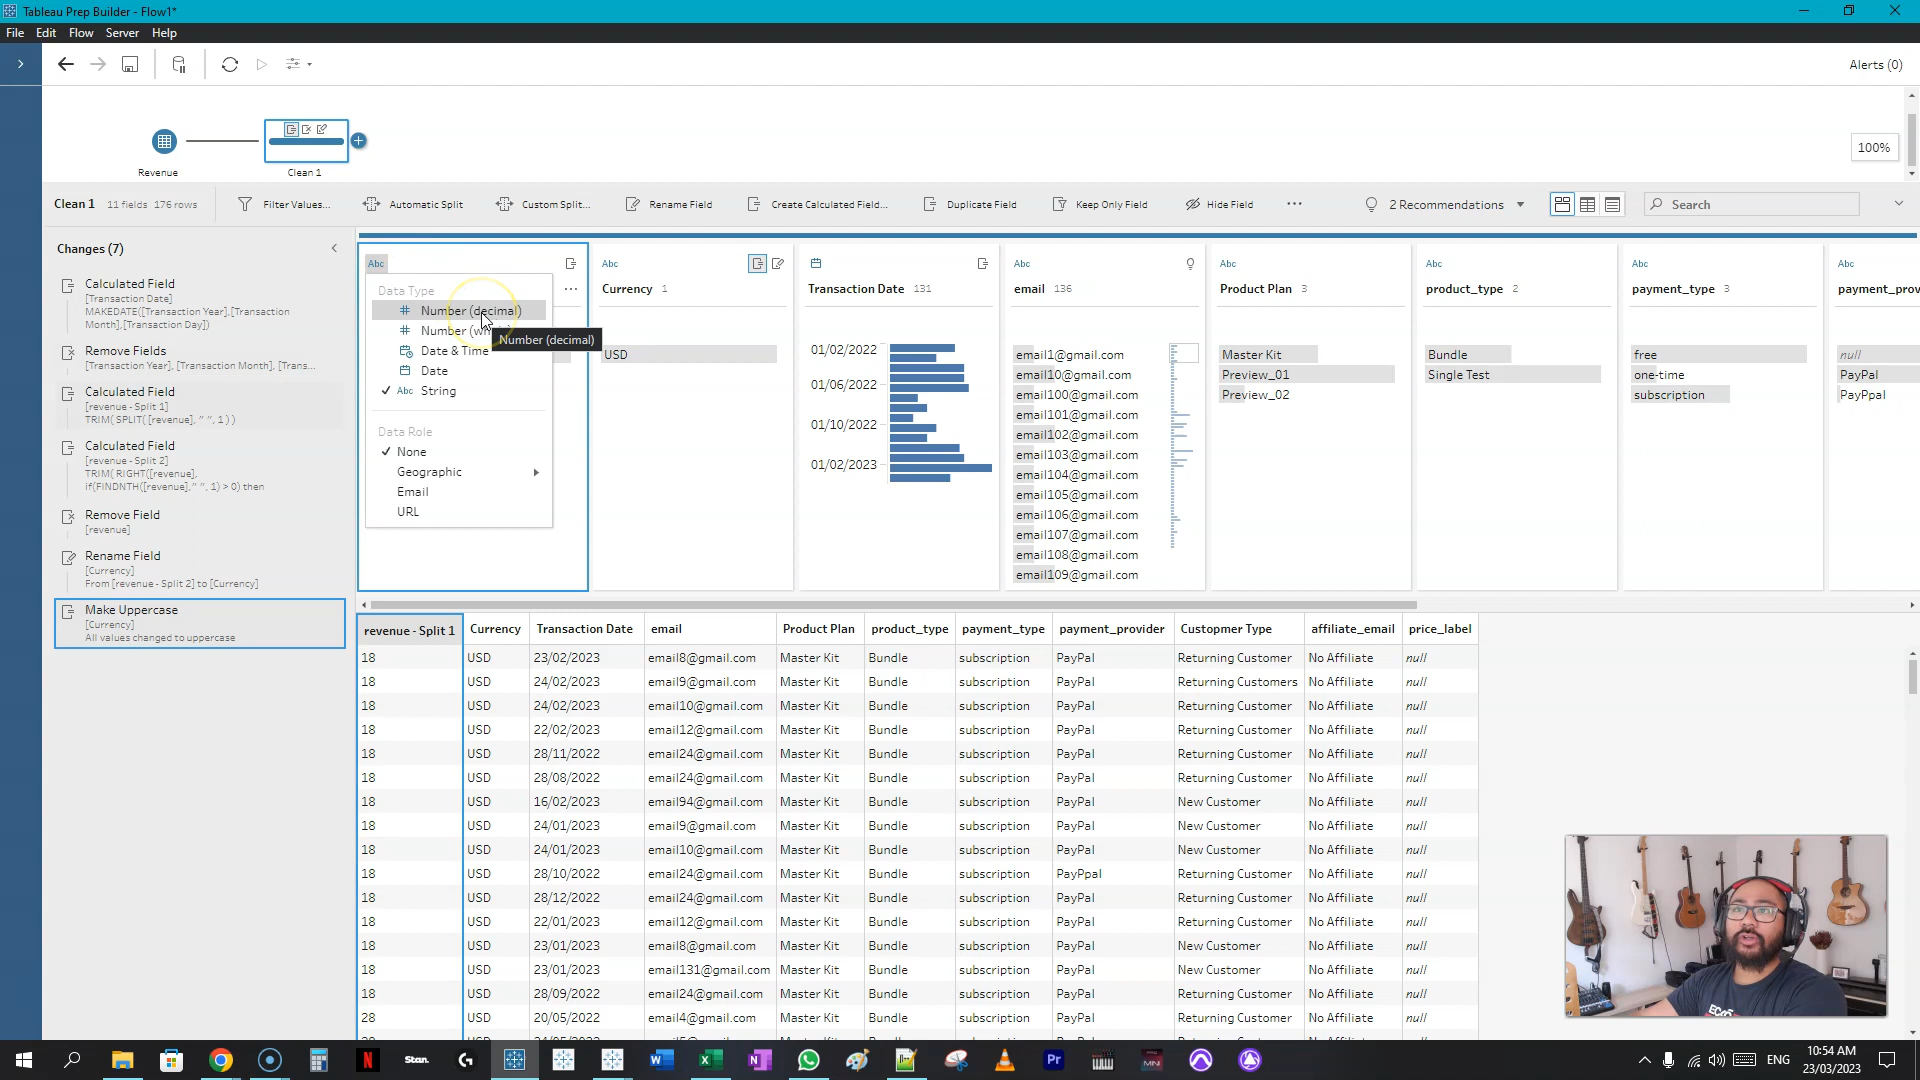 Tableau Prep Builder - Flow1*
File Edit Flow Server Help
Alerts (0)
100%
Revenue
Clean 1
Clean 1 11 fields 176 rows
Filter Values...
Automatic Split
Custom Split...
Rename Field
Create Calculated Field...
Duplicate Field
Keep Only Field
Hide Field
2 Recommendations
Search
Changes (7)
Calculated Field
[Transaction Date]
MAKEDATE([Transaction Year],[Transaction
Month],[Transaction Day])
Remove Fields
[Transaction Year], [Transaction Month], [Trans...
Calculated Field
[revenue - Split 1]
TRIM( SPLIT( [revenue], " ", 1 ) )
Calculated Field
[revenue - Split 2]
TRIM( RIGHT([revenue],
if(FINDNTH([revenue]," ", 1) > 0) then
Remove Field
[revenue]
Rename Field
[Currency]
From [revenue - Split 2] to [Currency]
Make Uppercase
[Currency]
All values changed to uppercase
Abc
Data Type
Number (decimal)
Number (wh
Number (decimal)
Date & Time
Date
Abc String
Data Role
None
Geographic
Email
URL
Abc
Currency 1
USD
Transaction Date 131
01/02/2022
01/06/2022
01/10/2022
01/02/2023
Abc
email 136
email1@gmail.com
email10@gmail.com
email100@gmail.com
email101@gmail.com
email102@gmail.com
email103@gmail.com
email104@gmail.com
email105@gmail.com
email106@gmail.com
email107@gmail.com
email108@gmail.com
email109@gmail.com
Abc
Product Plan 3
Master Kit
Preview_01
Preview_02
Abc
product_type 2
Bundle
Single Test
Abc
payment_type 3
free
one-time
subscription
Abc
payment_prov
null
PayPal
PayPpal
revenue - Split 1 Currency Transaction Date email Product Plan product_type payment_type payment_provider Custopmer Type affiliate_email price_label
18 USD 23/02/2023 email8@gmail.com Master Kit Bundle subscription PayPal Returning Customer No Affiliate null
18 USD 24/02/2023 email9@gmail.com Master Kit Bundle subscription PayPal Returning Customers No Affiliate null
18 USD 24/02/2023 email10@gmail.com Master Kit Bundle subscription PayPal Returning Customer No Affiliate null
18 USD 22/02/2023 email12@gmail.com Master Kit Bundle subscription PayPal Returning Customer No Affiliate null
18 USD 28/11/2022 email24@gmail.com Master Kit Bundle subscription PayPal Returning Customer No Affiliate null
18 USD 28/08/2022 email24@gmail.com Master Kit Bundle subscription PayPal Returning Customer No Affiliate null
18 USD 16/02/2023 email94@gmail.com Master Kit Bundle subscription PayPal New Customer No Affiliate null
18 USD 24/01/2023 email9@gmail.com Master Kit Bundle subscription PayPal New Customer No Affiliate null
18 USD 24/01/2023 email10@gmail.com Master Kit Bundle subscription PayPal New Customer No Affiliate null
18 USD 28/10/2022 email24@gmail.com Master Kit Bundle subscription PayPpal Returning Customer No Affiliate null
18 USD 28/12/2022 email24@gmail.com Master Kit Bundle subscription PayPal Returning Customer No Affiliate null
18 USD 22/01/2023 email12@gmail.com Master Kit Bundle subscription PayPal Returning Customer No Affiliate null
18 USD 23/01/2023 email8@gmail.com Master Kit Bundle subscription PayPal New Customer No Affiliate null
18 USD 23/01/2023 email131@gmail.com Master Kit Bundle subscription PayPal New Customer No Affiliate null
18 USD 28/09/2022 email24@gmail.com Master Kit Bundle subscription PayPal Returning Customer No Affiliate null
28 USD 20/05/2022 email4@gmail.com Master Kit Bundle subscription PayPal Returning Customer No Affiliate null
Stan.
Pr
MN
ENG
10:54 AM
23/03/2023